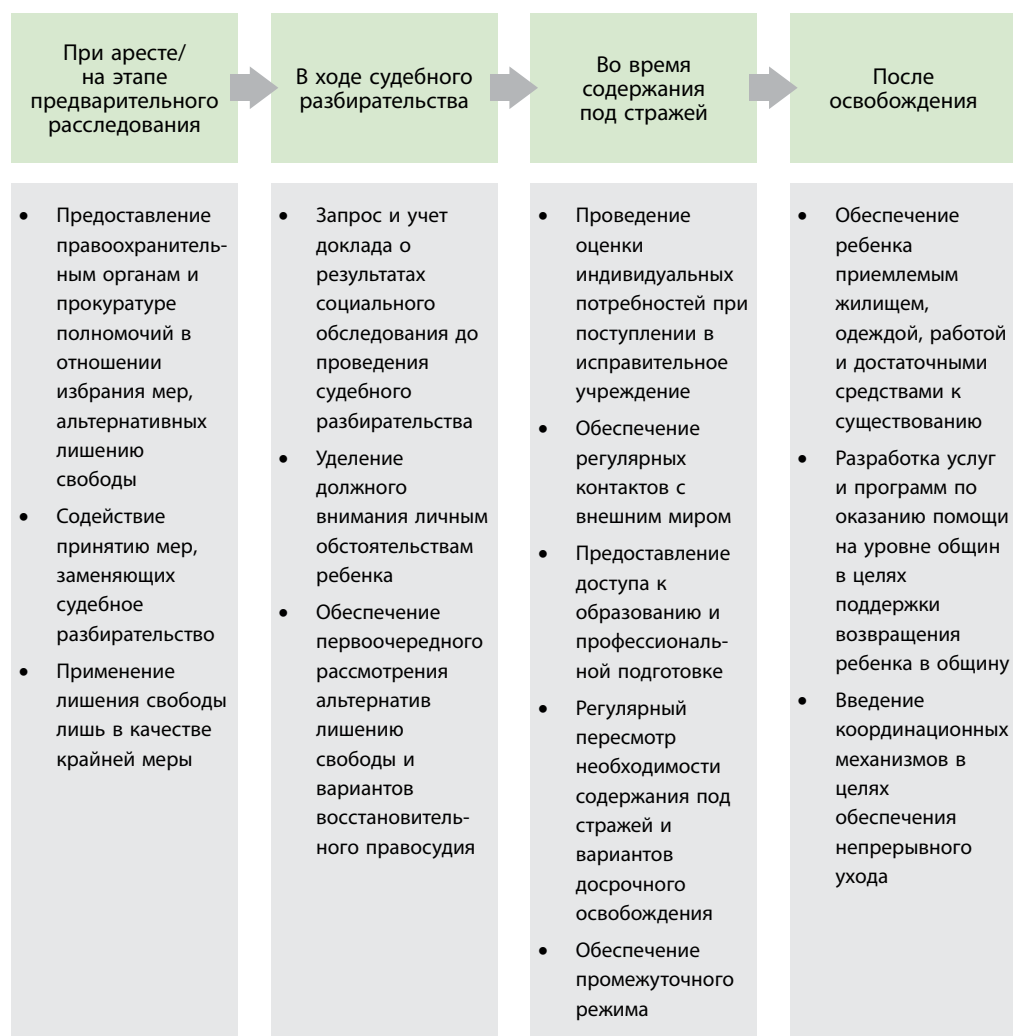 При аресте/
на этапе
предварительного
расследования
В ходе судебного
разбирательства
Во время
содержания
под стражей
После
освобождения
• Предоставление
правоохранитель-
ным органам и
прокуратуре
полномочий в
отношении
избрания мер,
альтернативных
лишению
свободы
• Содействие
принятию мер,
заменяющих
судебное
разбирательство
• Применение
лишения свободы
лишь в качестве
крайней меры
• Запрос и учет
доклада о
результатах
социального
обследования до
проведения
судебного
разбирательства
• Уделение
должного
внимания личным
обстоятельствам
ребенка
• Обеспечение
первоочередного
рассмотрения
альтернатив
лишению
свободы и
вариантов
восстановитель-
ного правосудия
• Проведение
оценки
индивидуальных
потребностей при
поступлении в
исправительное
учреждение
• Обеспечение
регулярных
контактов с
внешним миром
• Предоставление
доступа к
образованию и
профессиональ-
ной подготовке
• Регулярный
пересмотр
необходимости
содержания под
стражей и
вариантов
досрочного
освобождения
• Обеспечение
промежуточного
режима
• Обеспечение
ребенка
приемлемым
жилищем,
одеждой, работой
и достаточными
средствами к
существованию
• Разработка услуг
и программ по
оказанию помощи
на уровне общин
в целях
поддержки
возвращения
ребенка в общину
• Введение
координационных
механизмов в
целях
обеспечения
непрерывного
ухода